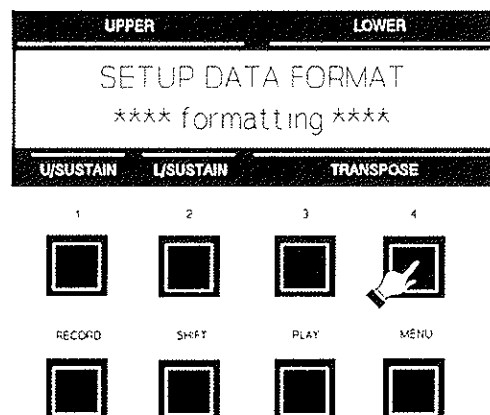 UPPER LOWER
SETUP DATA FORMAT
**** formatting ****
U/SUSTAIN L/SUSTAIN TRANSPOSE
1 2 3 4
RECORD SHIFT PLAY MENU